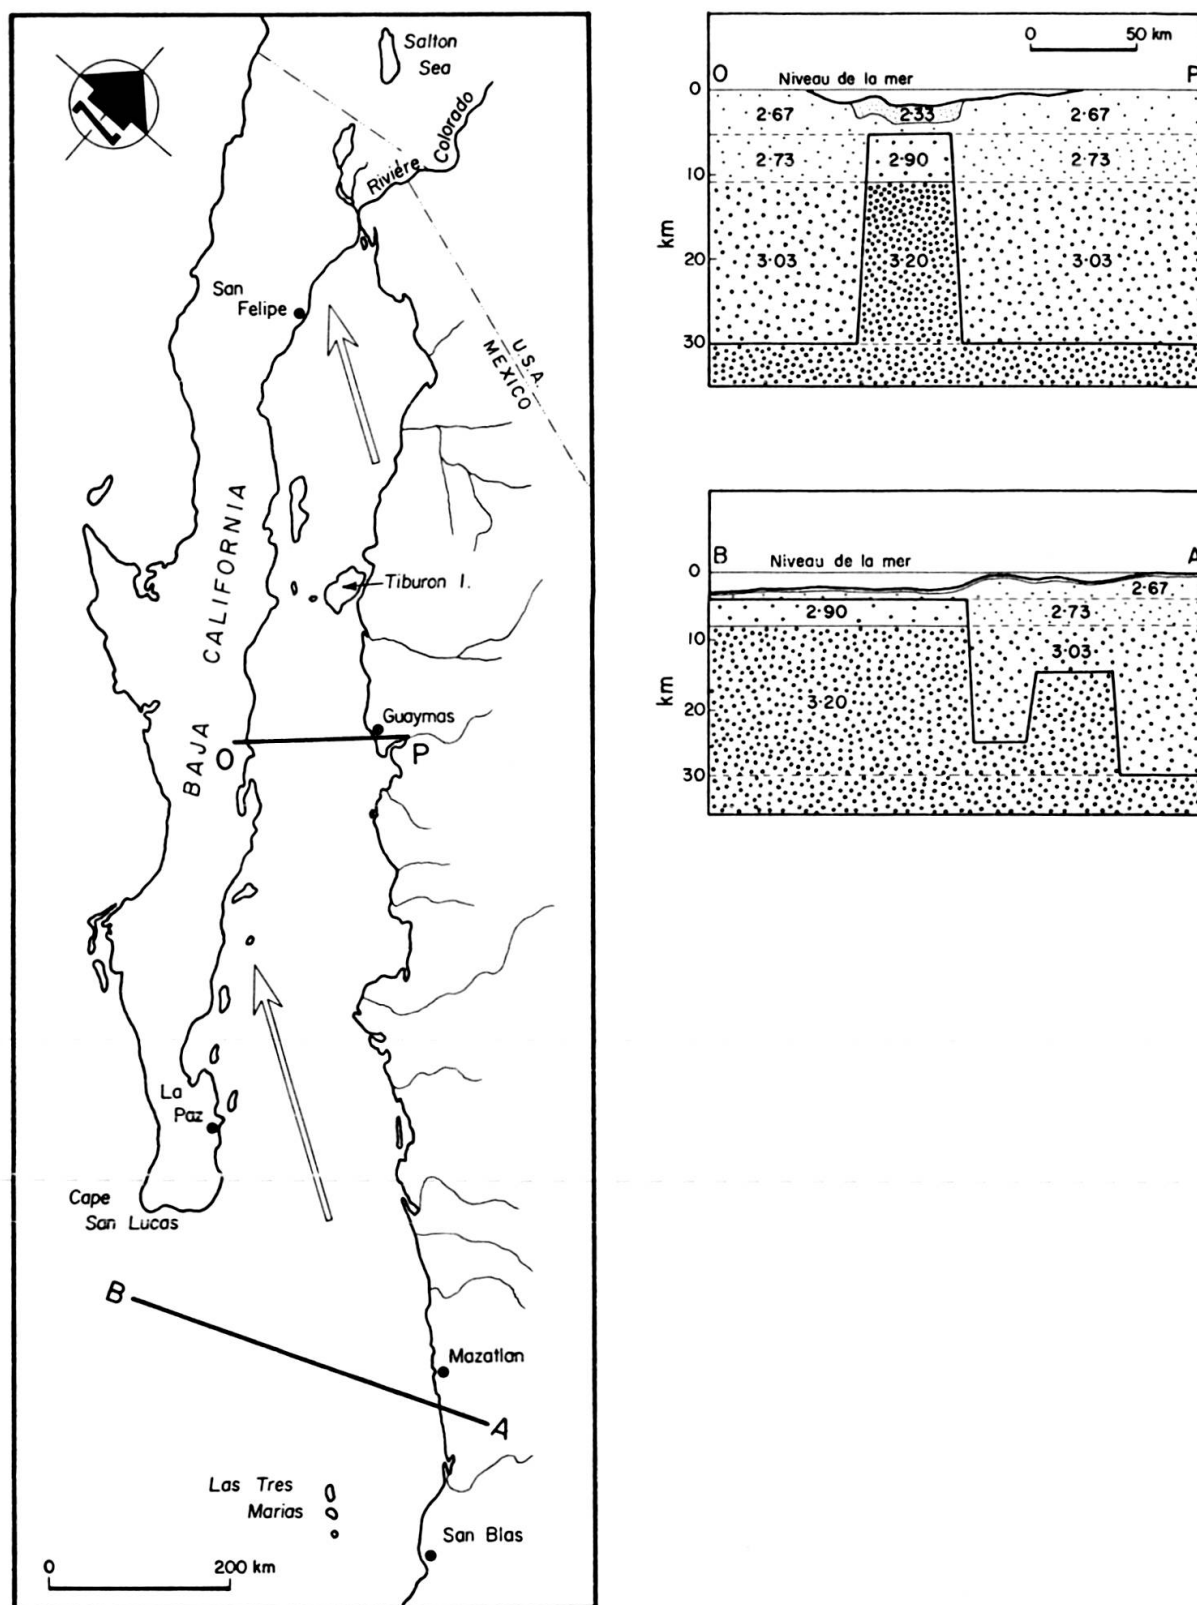 Salton
Sea
Rivière Colorado
San
Felipe
U.S.A.
MEXICO
BAJA CALIFORNIA
Tiburon I.
Guaymas
O P
La
Paz
Cape
San Lucas
B
Mazatlan
A
Las Tres
Marias
San Blas
0 200 km
0 50 km
O Niveau de la mer P
0
2·67 2·33 2·67
2·73 2·90 2·73
10
km
20
3·03 3·20 3·03
30
B Niveau de la mer A
0
2·67
2·90 2·73
10
3·03
km
3·20
20
30